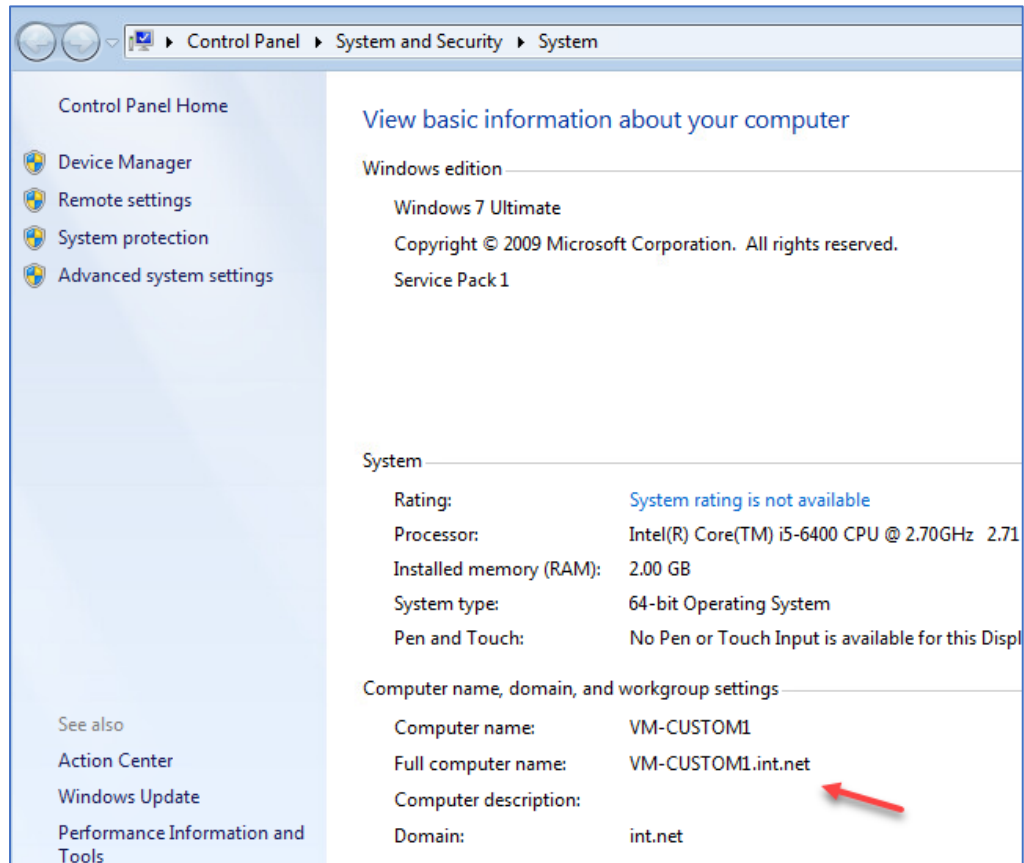 Control Panel ▸ System and Security ▸ System
Control Panel Home
Device Manager
Remote settings
System protection
Advanced system settings
See also
Action Center
Windows Update
Performance Information and
Tools
View basic information about your computer
Windows edition
Windows 7 Ultimate
Copyright © 2009 Microsoft Corporation. All rights reserved.
Service Pack 1
System
Rating: System rating is not available
Processor: Intel(R) Core(TM) i5-6400 CPU @ 2.70GHz 2.71
Installed memory (RAM): 2.00 GB
System type: 64-bit Operating System
Pen and Touch: No Pen or Touch Input is available for this Displ
Computer name, domain, and workgroup settings
Computer name: VM-CUSTOM1
Full computer name: VM-CUSTOM1.int.net
Computer description:
Domain: int.net